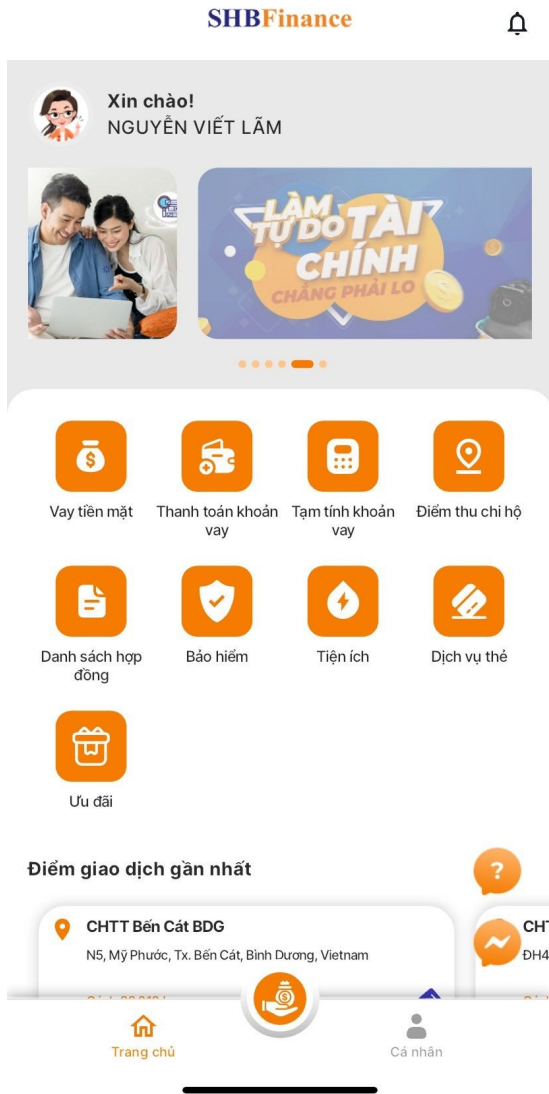 SHBFinance
Xin chào!
NGUYỄN VIẾT LÃM
LÀM
TỰ DO TÀI
CHÍNH
CHẲNG PHẢI LO
Vay tiền mặt
Thanh toán khoản
vay
Tạm tính khoản
vay
Điểm thu chi hộ
Danh sách hợp
đồng
Bảo hiểm
Tiện ích
Dịch vụ thẻ
Ưu đãi
Điểm giao dịch gần nhất
?
CHTT Bến Cát BDG
N5, Mỹ Phước, Tx. Bến Cát, Bình Dương, Vietnam
ĐH4
Trang chủ
Cá nhân